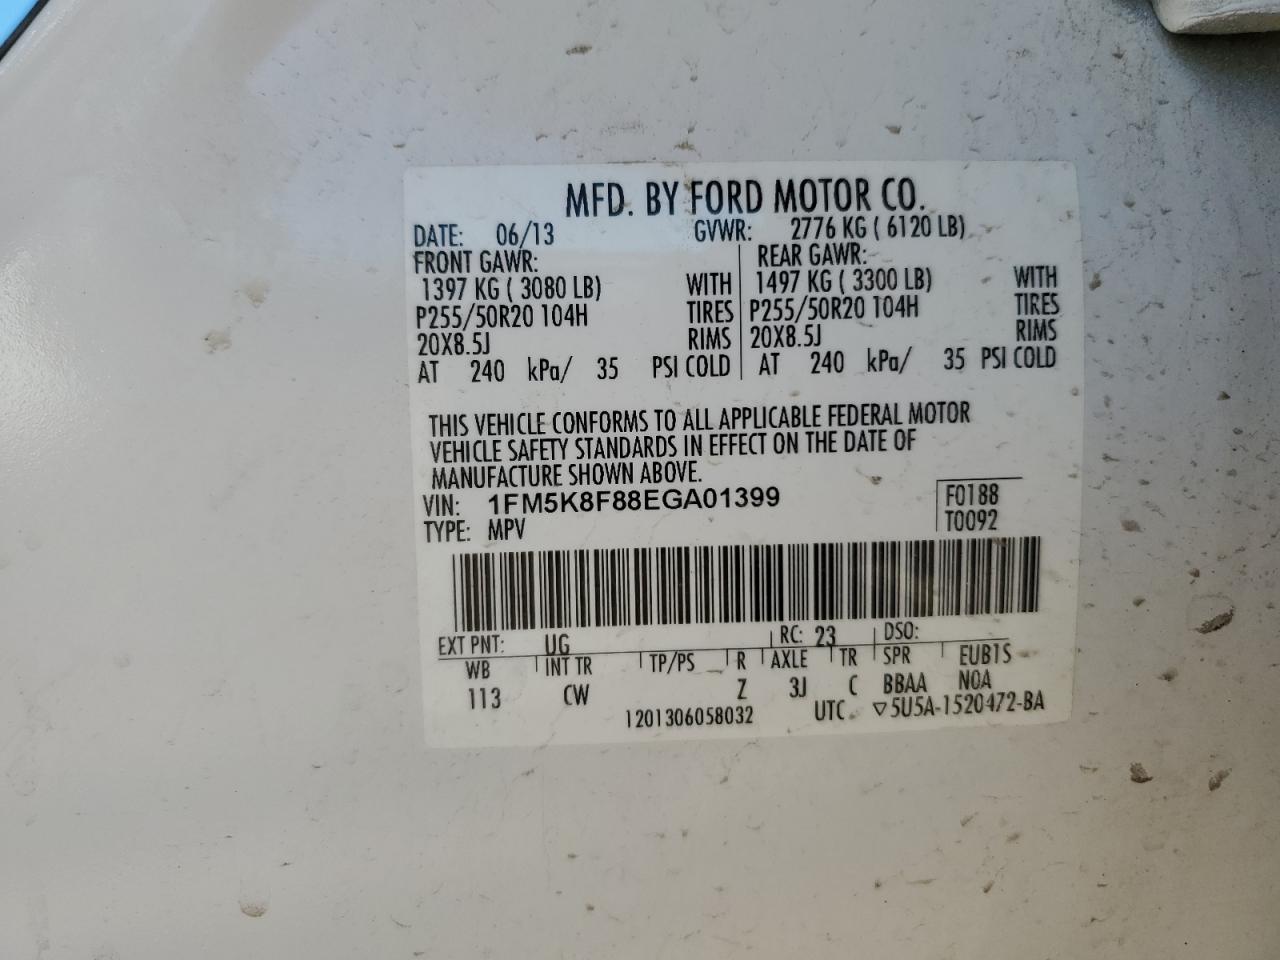 MFD. BY FORD MOTOR CO.
DATE: 06/13 GVWR: 2776 KG ( 6120 LB)
FRONT GAWR: REAR GAWR:
1397 KG ( 3080 LB) WITH 1497 KG ( 3300 LB) WITH
P255/50R20 104H TIRES P255/50R20 104H TIRES
20X8.5J RIMS 20X8.5J RIMS
AT 240 kPa/ 35 PSI COLD AT 240 kPa/ 35 PSI COLD
THIS VEHICLE CONFORMS TO ALL APPLICABLE FEDERAL MOTOR
VEHICLE SAFETY STANDARDS IN EFFECT ON THE DATE OF
MANUFACTURE SHOWN ABOVE.
VIN: 1FM5K8F88EGA01399 F0188
TYPE: MPV T0092
EXT PNT: UG RC: 23 DSO:
WB INT TR TP/PS R AXLE TR SPR EUB1S
113 CW Z 3J C BBAA NOA
1201306058032 UTC ▽5U5A-1520472-BA